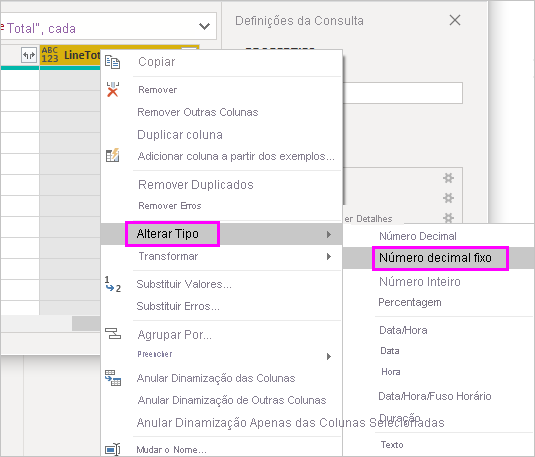 Total", cada
Definições da Consulta
ABC
123
LineTot
Copiar
Remover
Remover Outras Colunas
Duplicar coluna
Adicionar coluna a partir dos exemplos...
Remover Duplicados
Remover Erros
er Detalhes
Alterar Tipo
Transformar
1
2
Substituir Valores...
Substituir Erros...
Agrupar Por...
Preencher
Anular Dinamização das Colunas
Anular Dinamização de Outras Colunas
Anular Dinamização Apenas das Colunas Selecionadas
Mudar o Nome...
Número Decimal
Número decimal fixo
Número Inteiro
Percentagem
Data/Hora
Data
Hora
Data/Hora/Fuso Horário
Duração
Texto